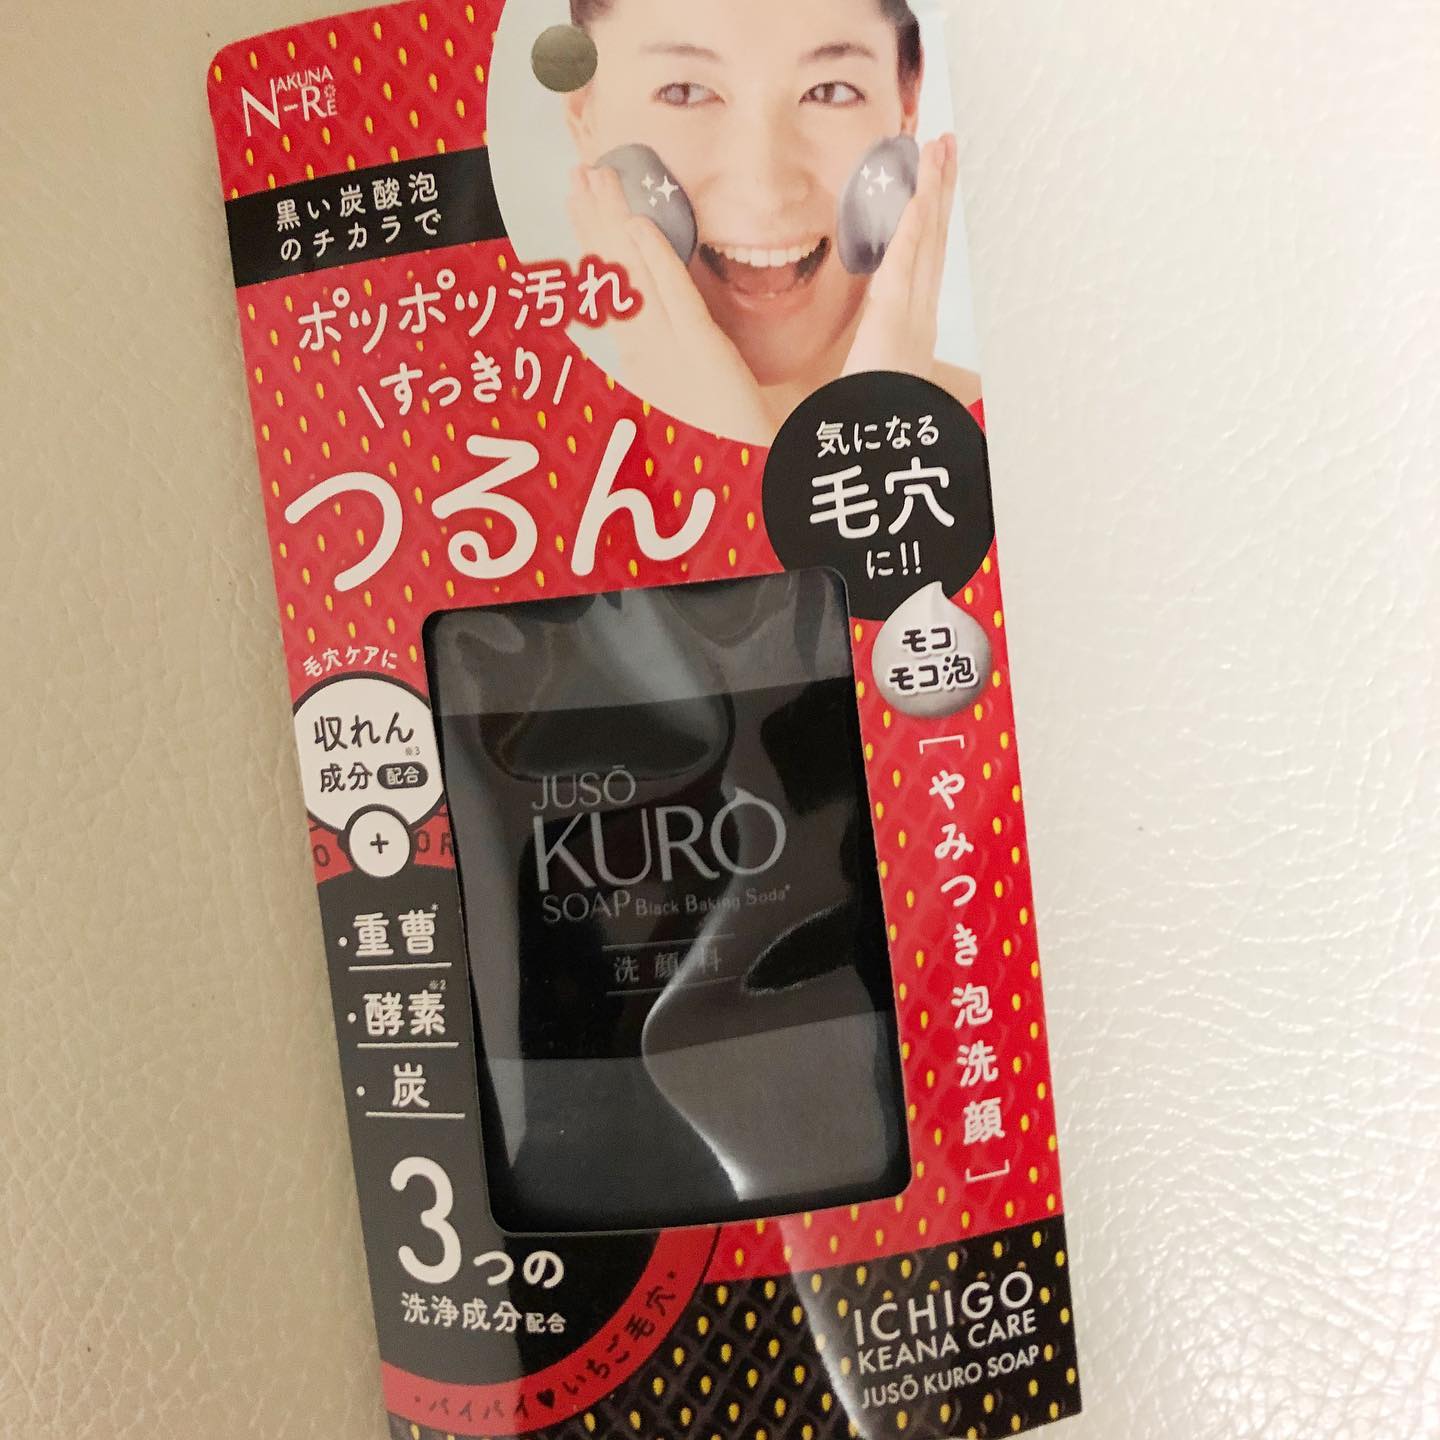 NAKUNA-RE
黒い炭酸泡
のチカラで
ポツポツ汚れ
\すっきり/
つるん
気になる
毛穴
に!!
モコ
モコ泡
[やみつき泡洗顔]
毛穴ケアに
収れん※3
成分 配合
+
・重曹*
・酵素※2
・炭
3つの
洗浄成分配合
・バイバイ♥いちご毛穴・
JUSŌ
KURO
SOAP Black Baking Soda*
洗顔料
ICHIGO
KEANA CARE
JUSŌ KURO SOAP